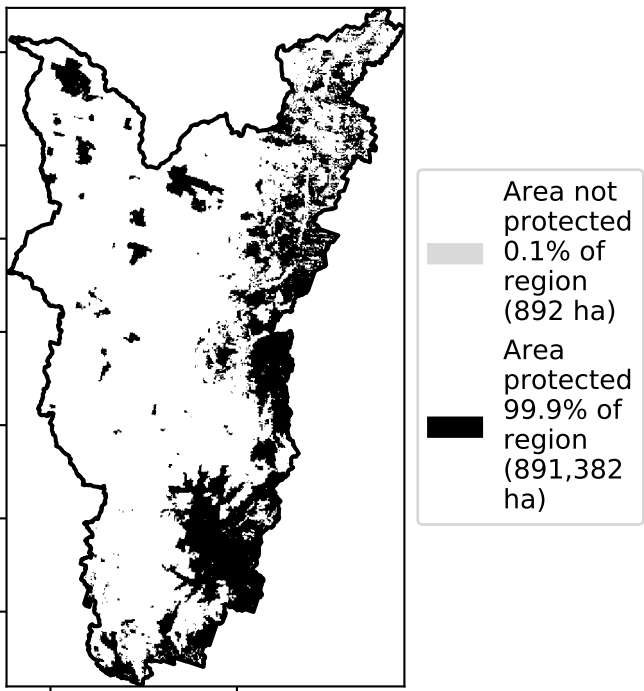 Area not
protected
0.1% of
region
(892 ha)
Area
protected
99.9% of
region
(891,382
ha)